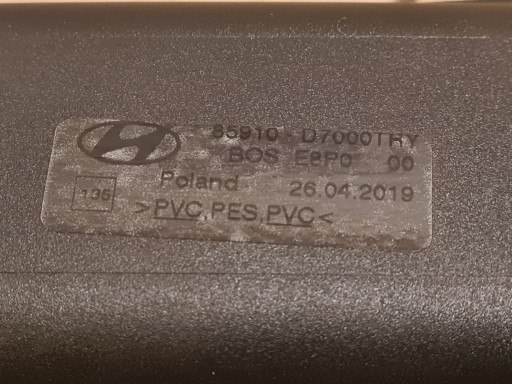 85910 - D7000TRY
BOS E8P0 00
Poland 26.04.2019
135
>PVC,PES,PVC<